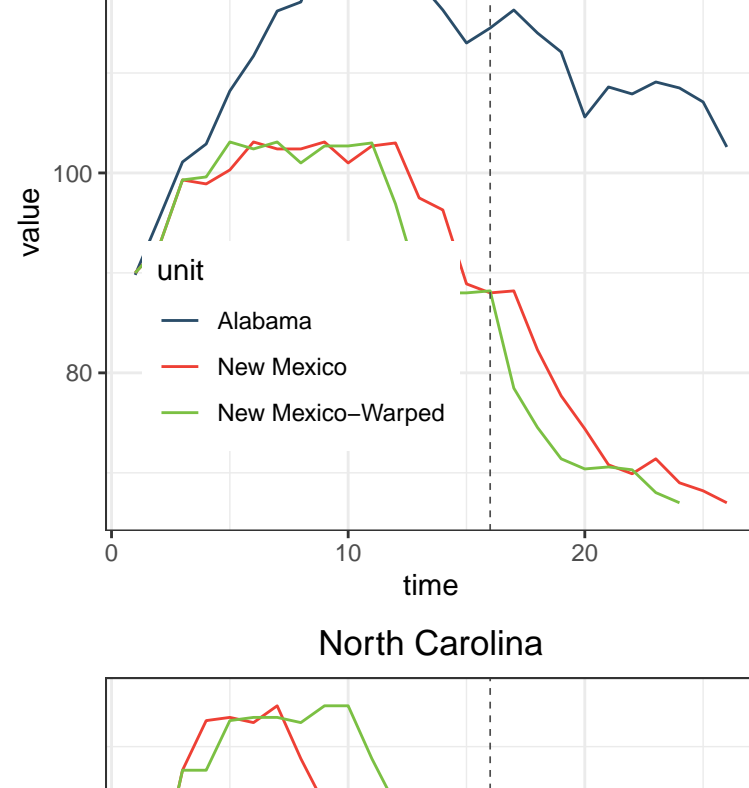 100
80
value
unit
Alabama
New Mexico
New Mexico−Warped
0 10 20
time
North Carolina